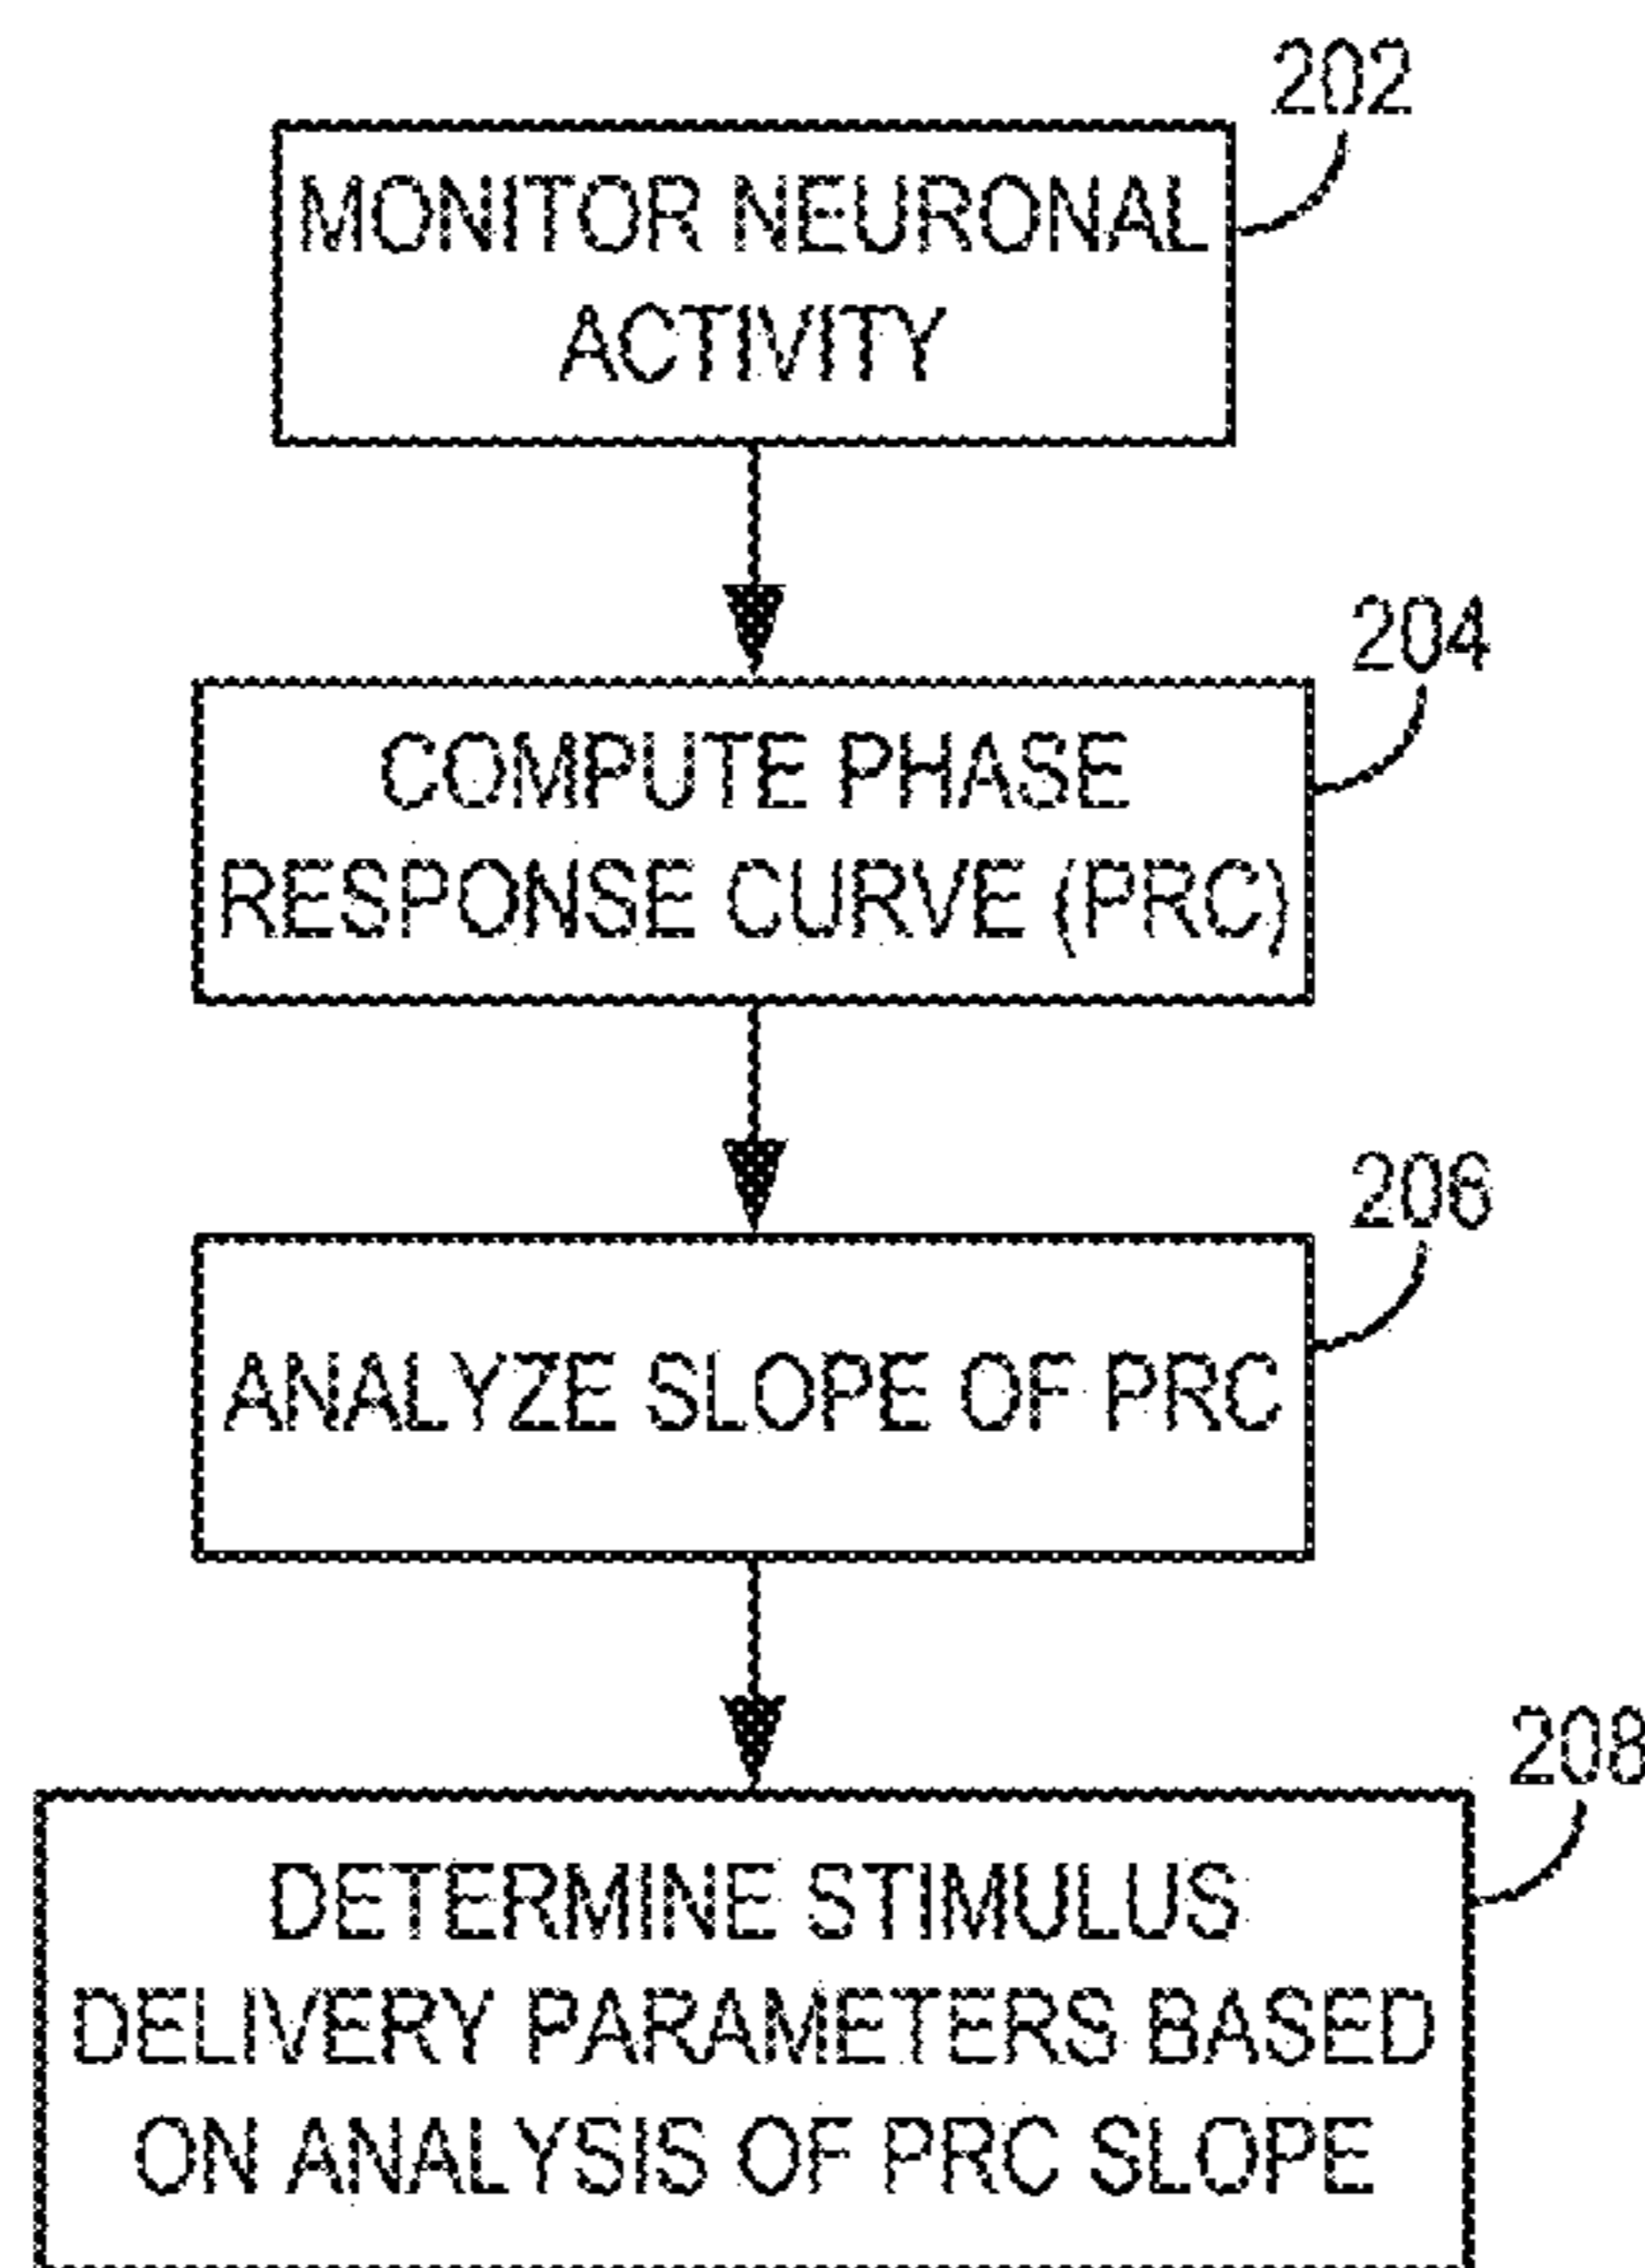 202
MONITOR NEURONAL
ACTIVITY
204
COMPUTE PHASE
RESPONSE CURVE (PRC)
206
ANALYZE SLOPE OF PRC
208
DETERMINE STIMULUS
DELIVERY PARAMETERS BASED
ON ANALYSIS OF PRC SLOPE